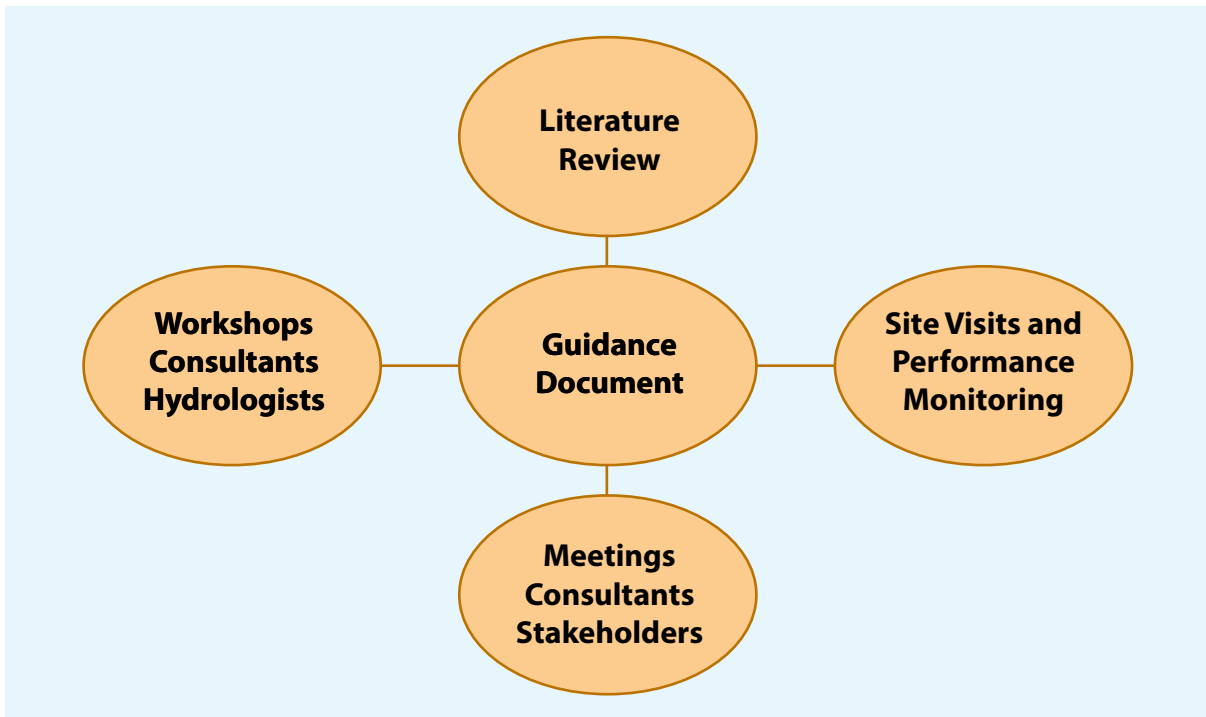 Literature
Review
Workshops
Consultants
Hydrologists
Guidance
Document
Site Visits and
Performance
Monitoring
Meetings
Consultants
Stakeholders